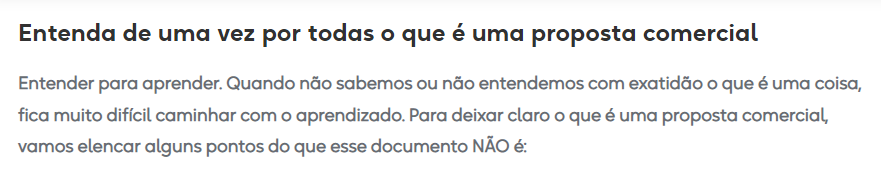 Entenda de uma vez por todas o que é uma proposta comercial
Entender para aprender. Quando não sabemos ou não entendemos com exatidão o que é uma coisa,
fica muito difícil caminhar com o aprendizado. Para deixar claro o que é uma proposta comercial,
vamos elencar alguns pontos do que esse documento NÃO é: